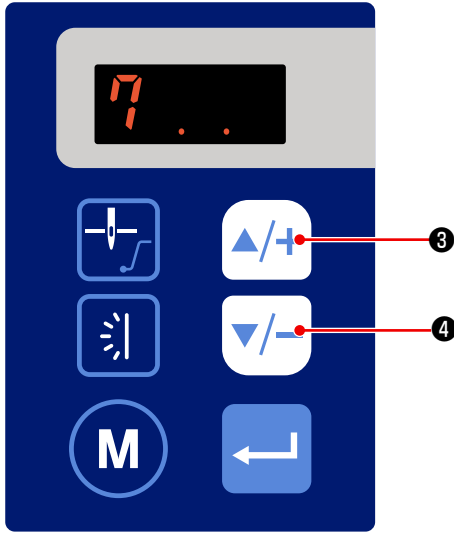 7 . .
▲/+
❸
▼/−
❹
M